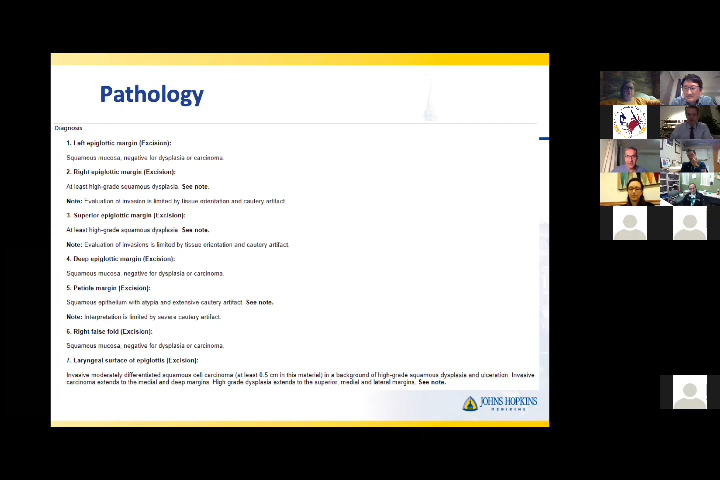 Pathology
Diagnosis
1. Left epiglottic margin (Excision):
Squamous mucosa, negative for dysplasia or carcinoma.
2. Right epiglottic margin (Excision):
At least high-grade squamous dysplasia. See note.
Note: Evaluation of invasion is limited by tissue orientation and cautery artifact
3. Superior epiglottic margin (Excision):
At least high-grade squamous dysplasia. See note.
Note: Evaluation of invasions is limited by tissue orientation and cautery artifact.
4. Deep epiglottic margin (Excision):
Squamous mucosa, negative for dysplasia or carcinoma.
5. Petiole margin (Excision):
Squamous epithelium with atypia and extensive cautery artifact. See note.
Note: Interpretation is limited by severe cautery artifact.
6. Right false fold (Excision):
Squamous mucosa, negative for dysplasia or carcinoma.
7. Laryngeal surface of epiglottis (Excision):
Invasive moderately differentiated squamous cell carcinoma (at least 0.5 cm in this material) in a background of high-grade squamous dysplasia and ulceration. Invasive
carcinoma extends to the medial and deep margins. High grade dysplasia extends to the superior, medial and lateral margins. See note.
JOHNS HOPKINS
MEDICINE